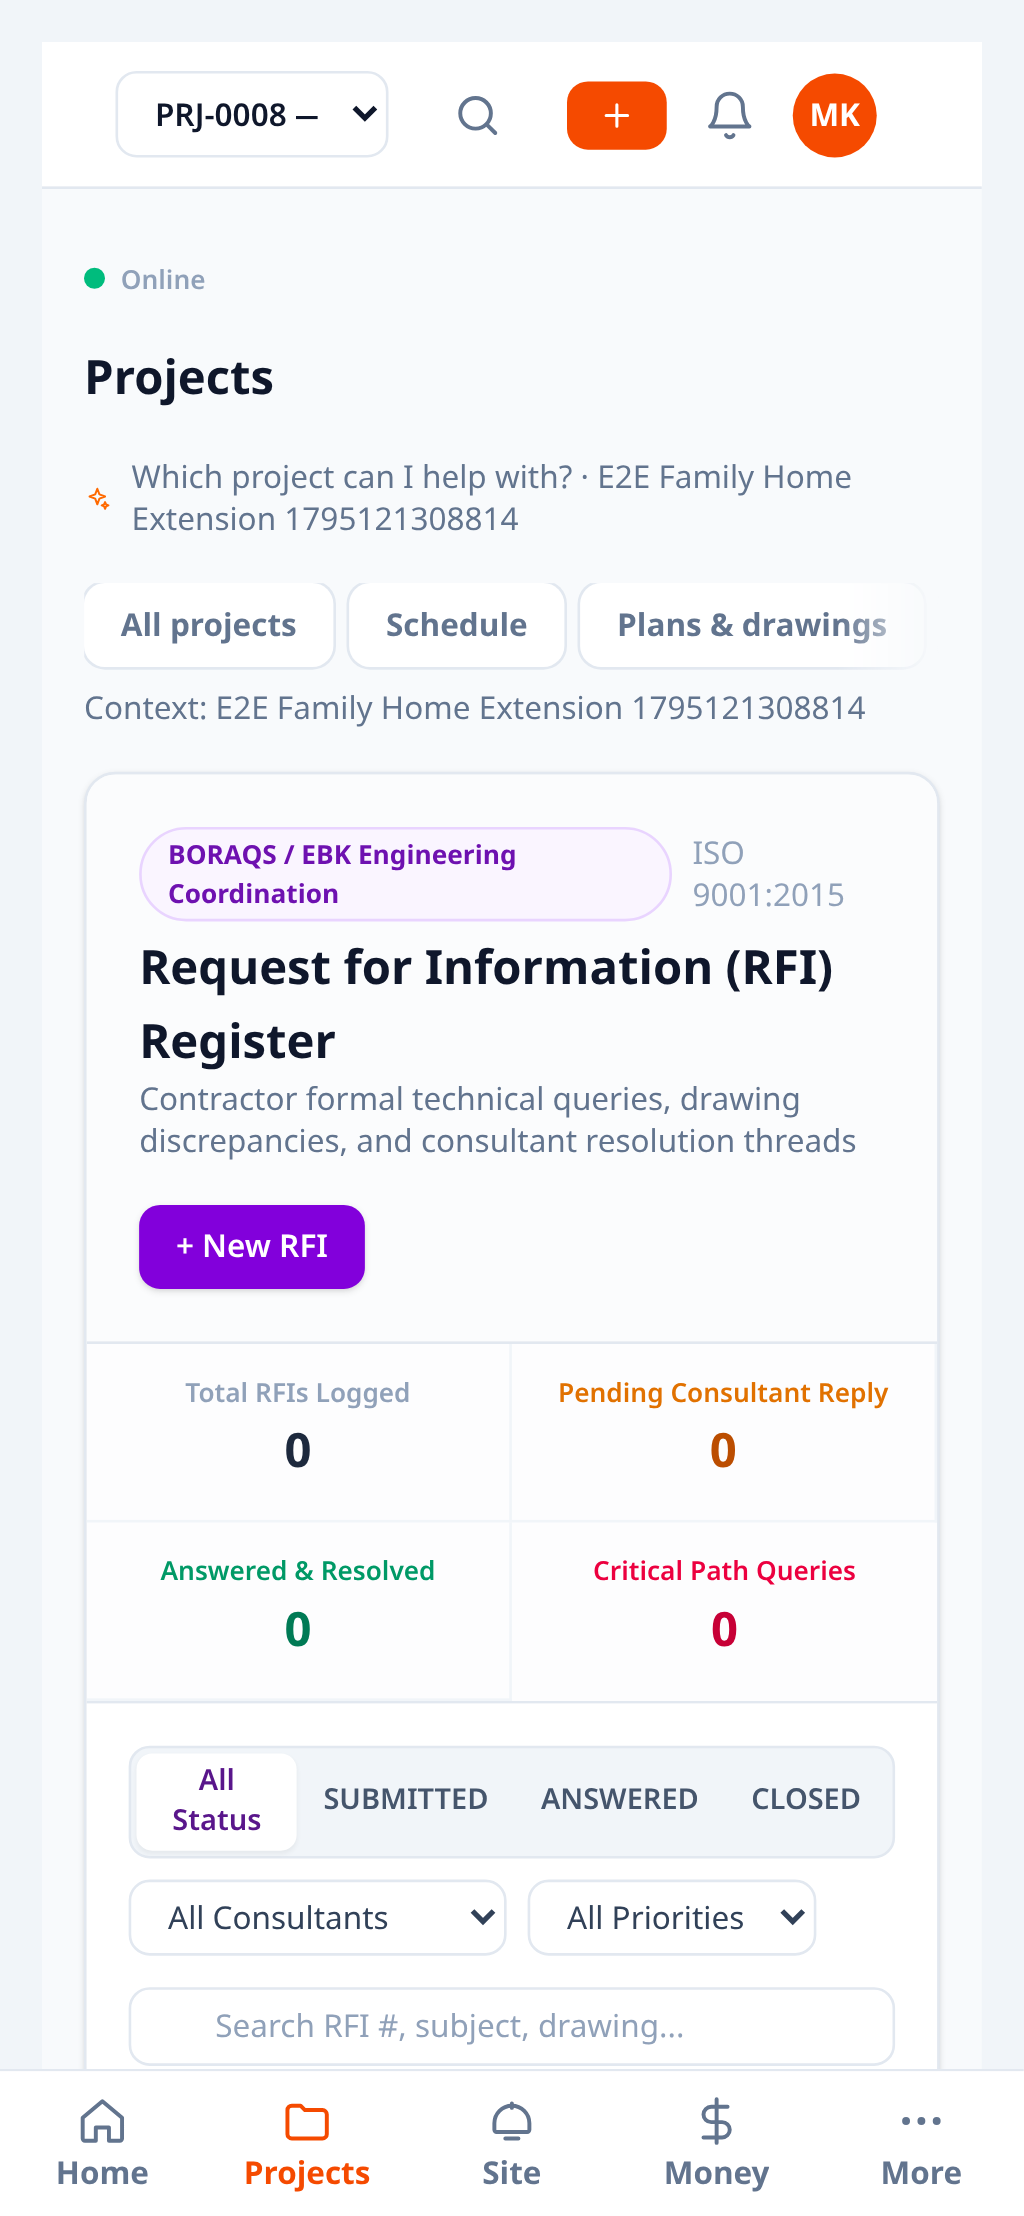 PRJ-0008 —
MK
Online
Projects
Which project can I help with? · E2E Family Home
Extension 1795121308814
All projects
Schedule
Plans & drawings
Context: E2E Family Home Extension 1795121308814
BORAQS / EBK Engineering
Coordination
ISO
9001:2015
Request for Information (RFI)
Register
Contractor formal technical queries, drawing
discrepancies, and consultant resolution threads
+ New RFI
Total RFIs Logged
0
Pending Consultant Reply
0
Answered & Resolved
0
Critical Path Queries
0
All
Status
SUBMITTED
ANSWERED
CLOSED
All Consultants
All Priorities
Search RFI #, subject, drawing...
Home
Projects
Site
Money
More